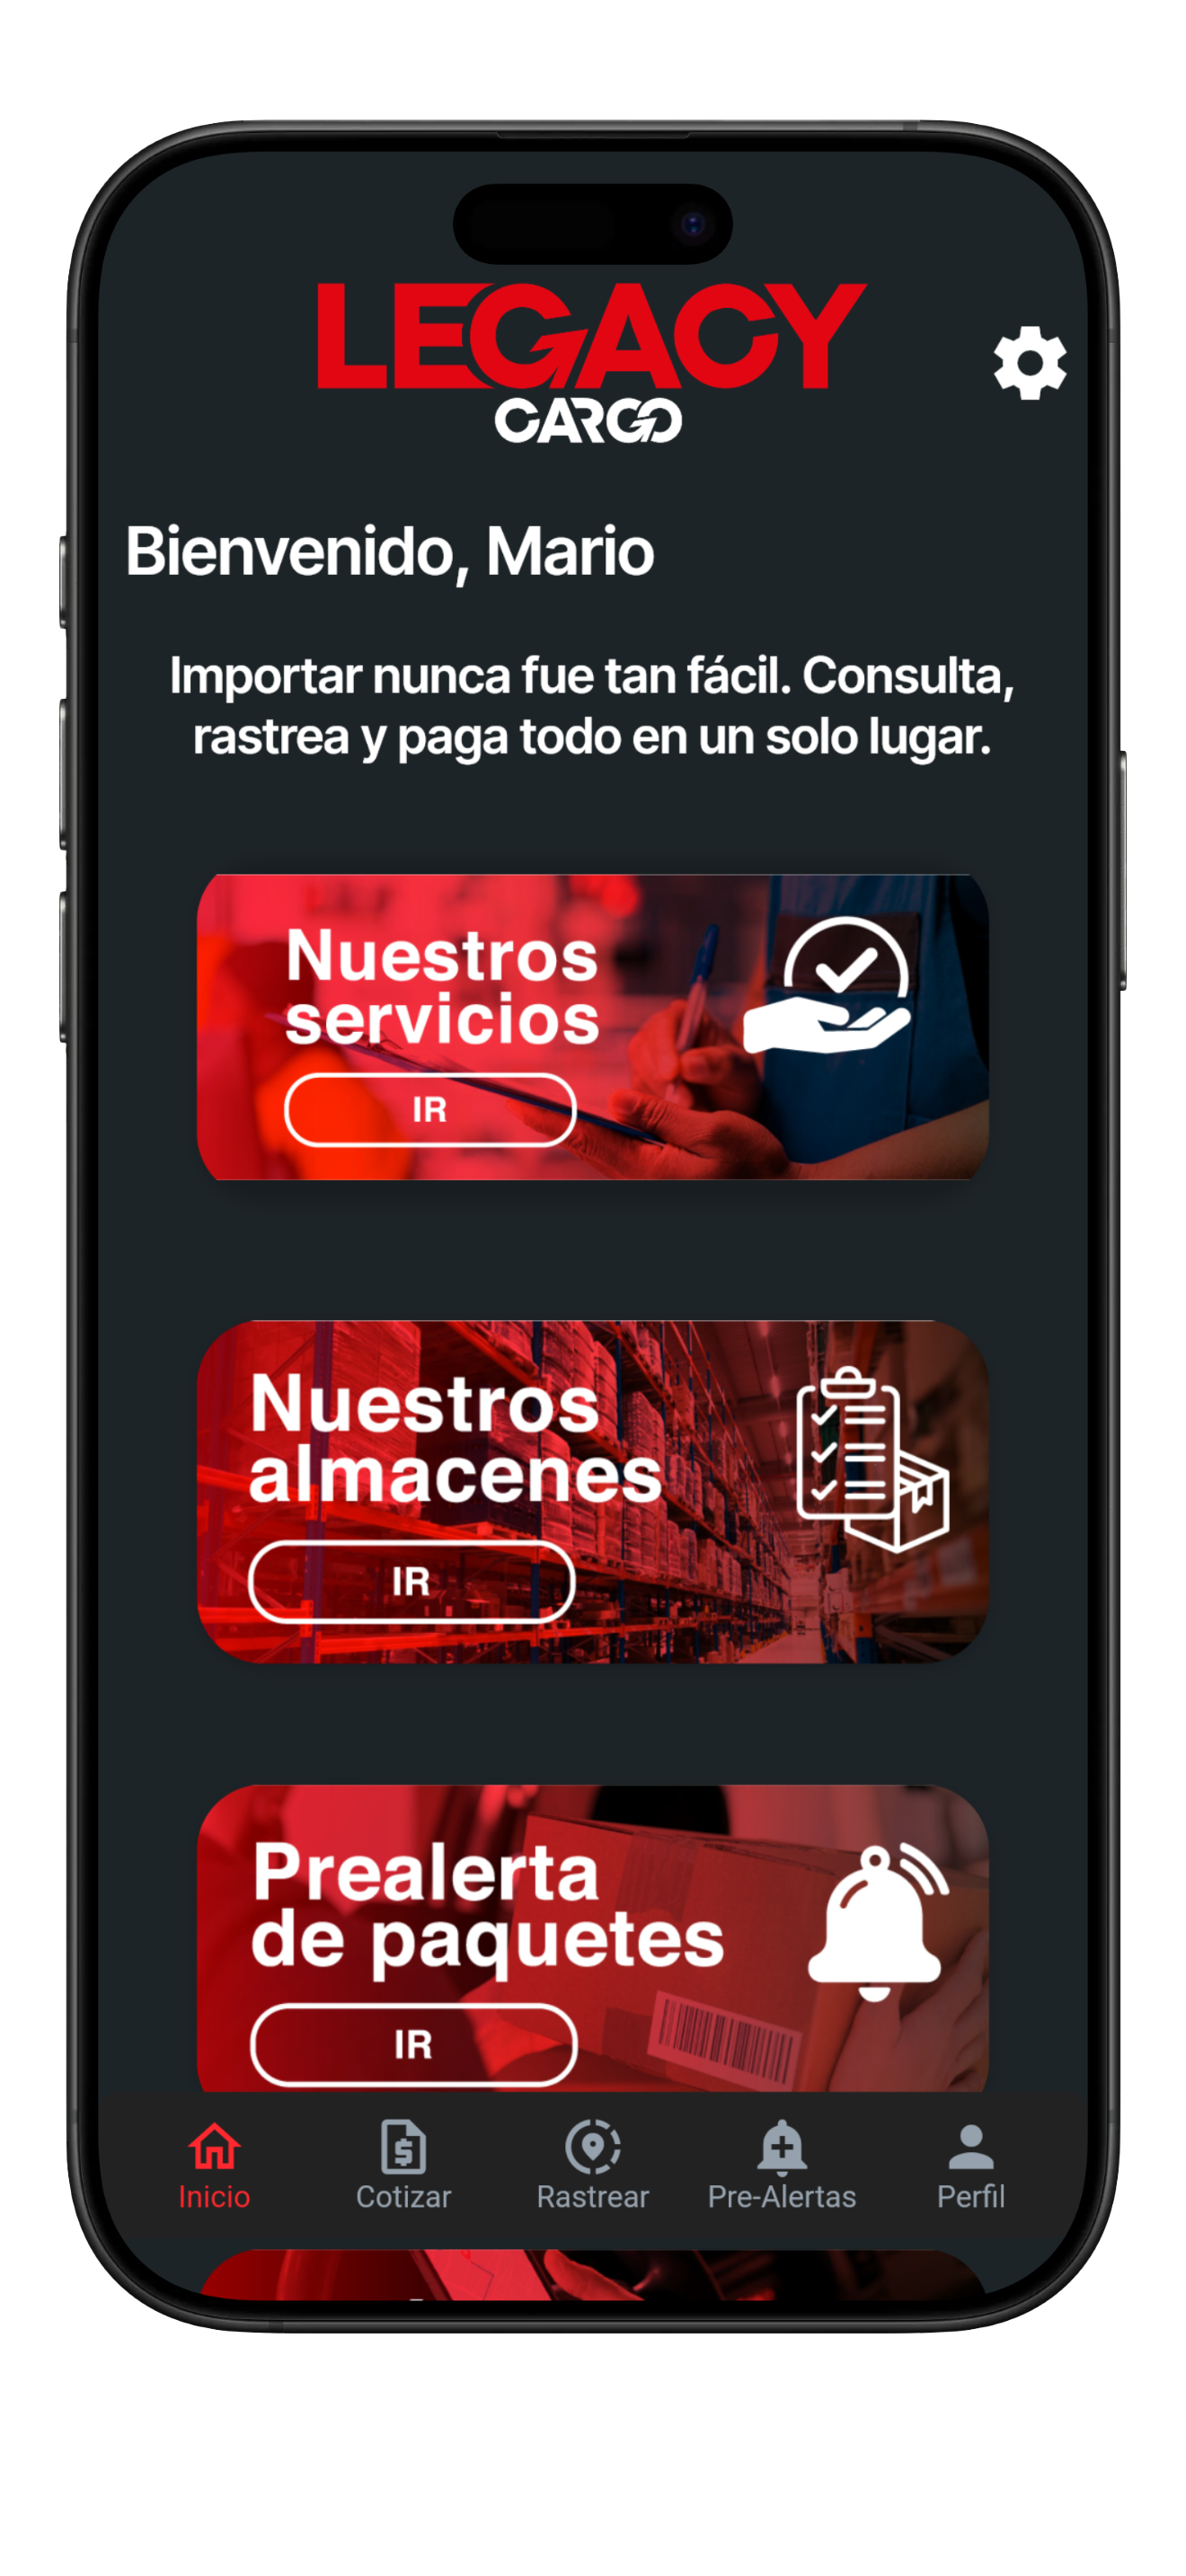 LEGACY
CARGO
Bienvenido, Mario
Importar nunca fue tan fácil. Consulta,
rastrea y paga todo en un solo lugar.
Nuestros
servicios
IR
Nuestros
almacenes
IR
Prealerta
de paquetes
IR
Inicio
Cotizar
Rastrear
Pre-Alertas
Perfil